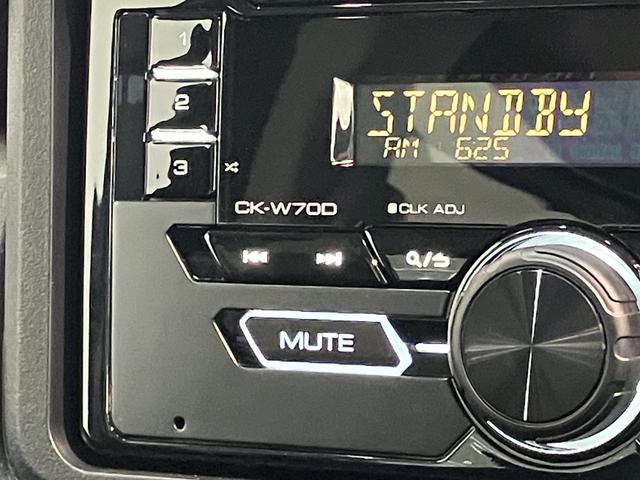 1
STANDBY
2
AM 625
3
CK-W70D CLK ADJ
MUTE